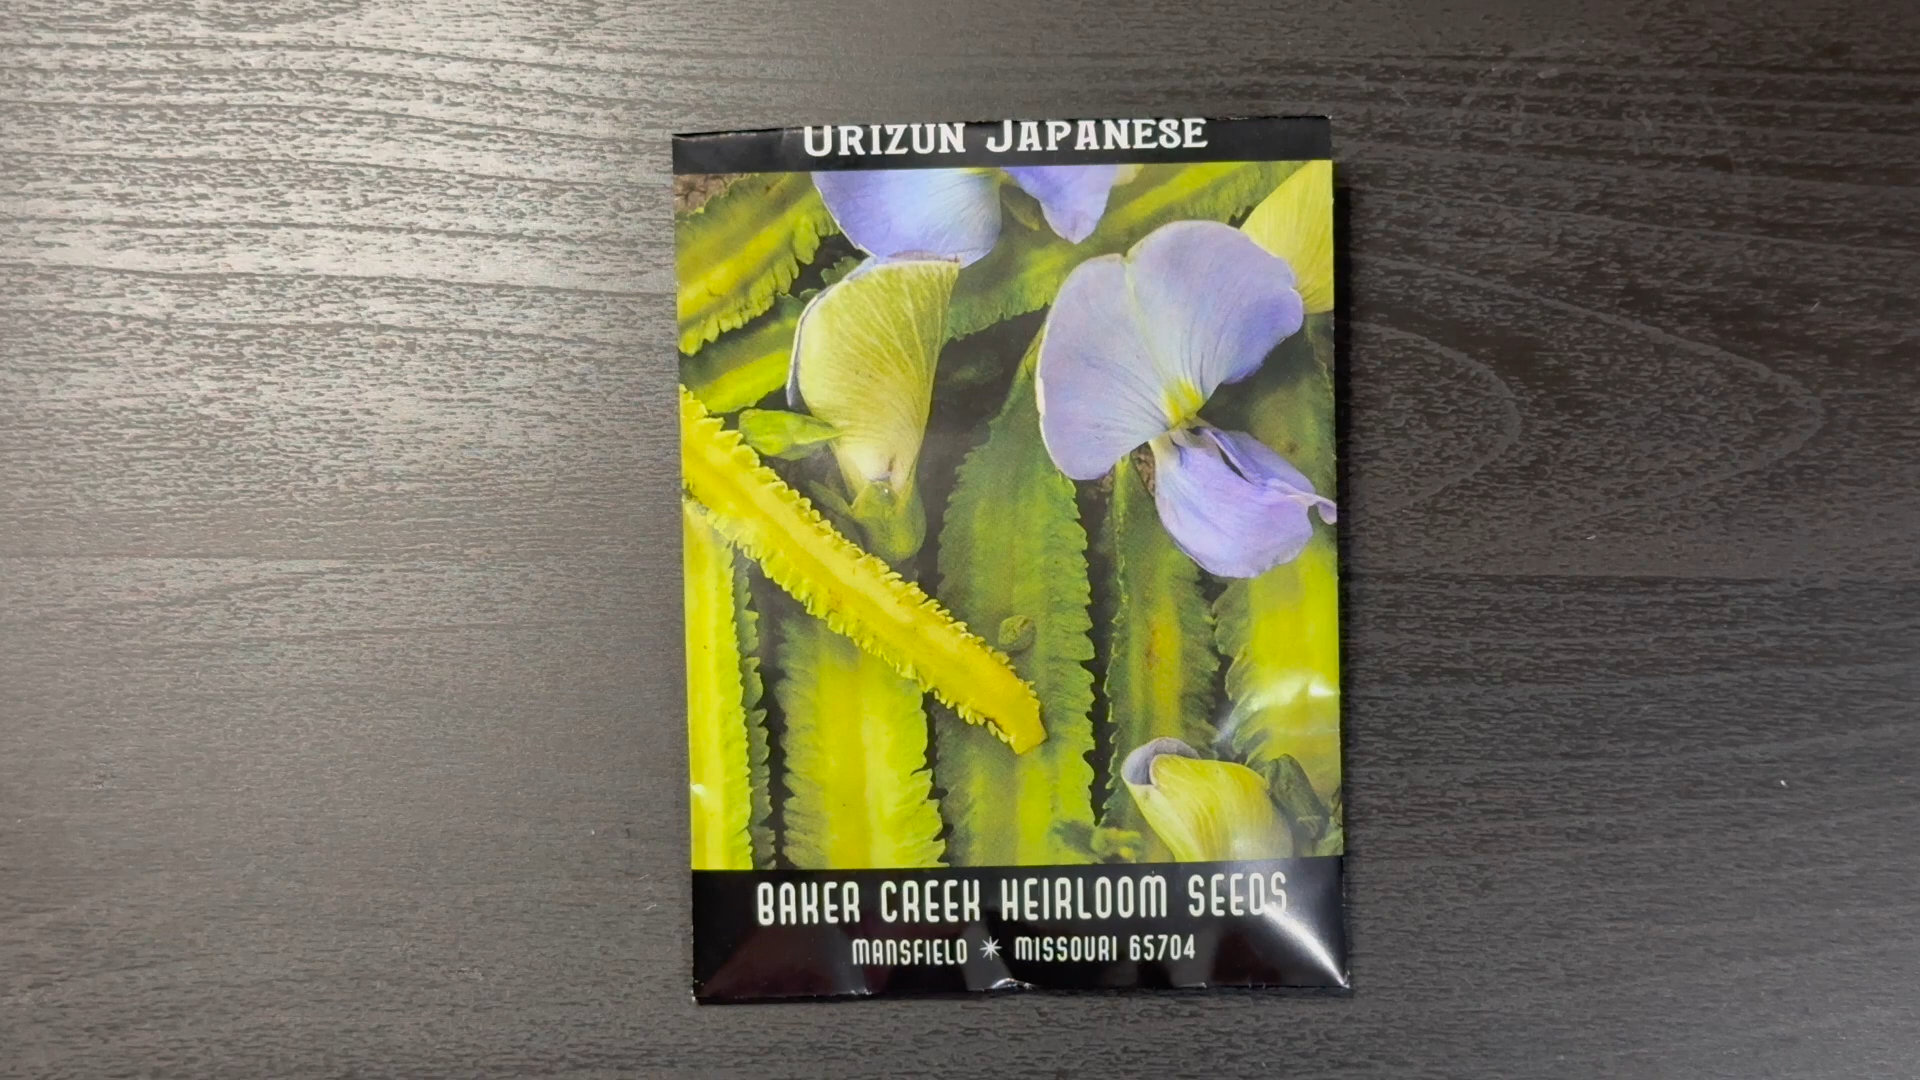 URIZUN JAPANESE
BAKER CREEK HEIRLOOM SEEDS
MANSFIELD ✷ MISSOURI 65704